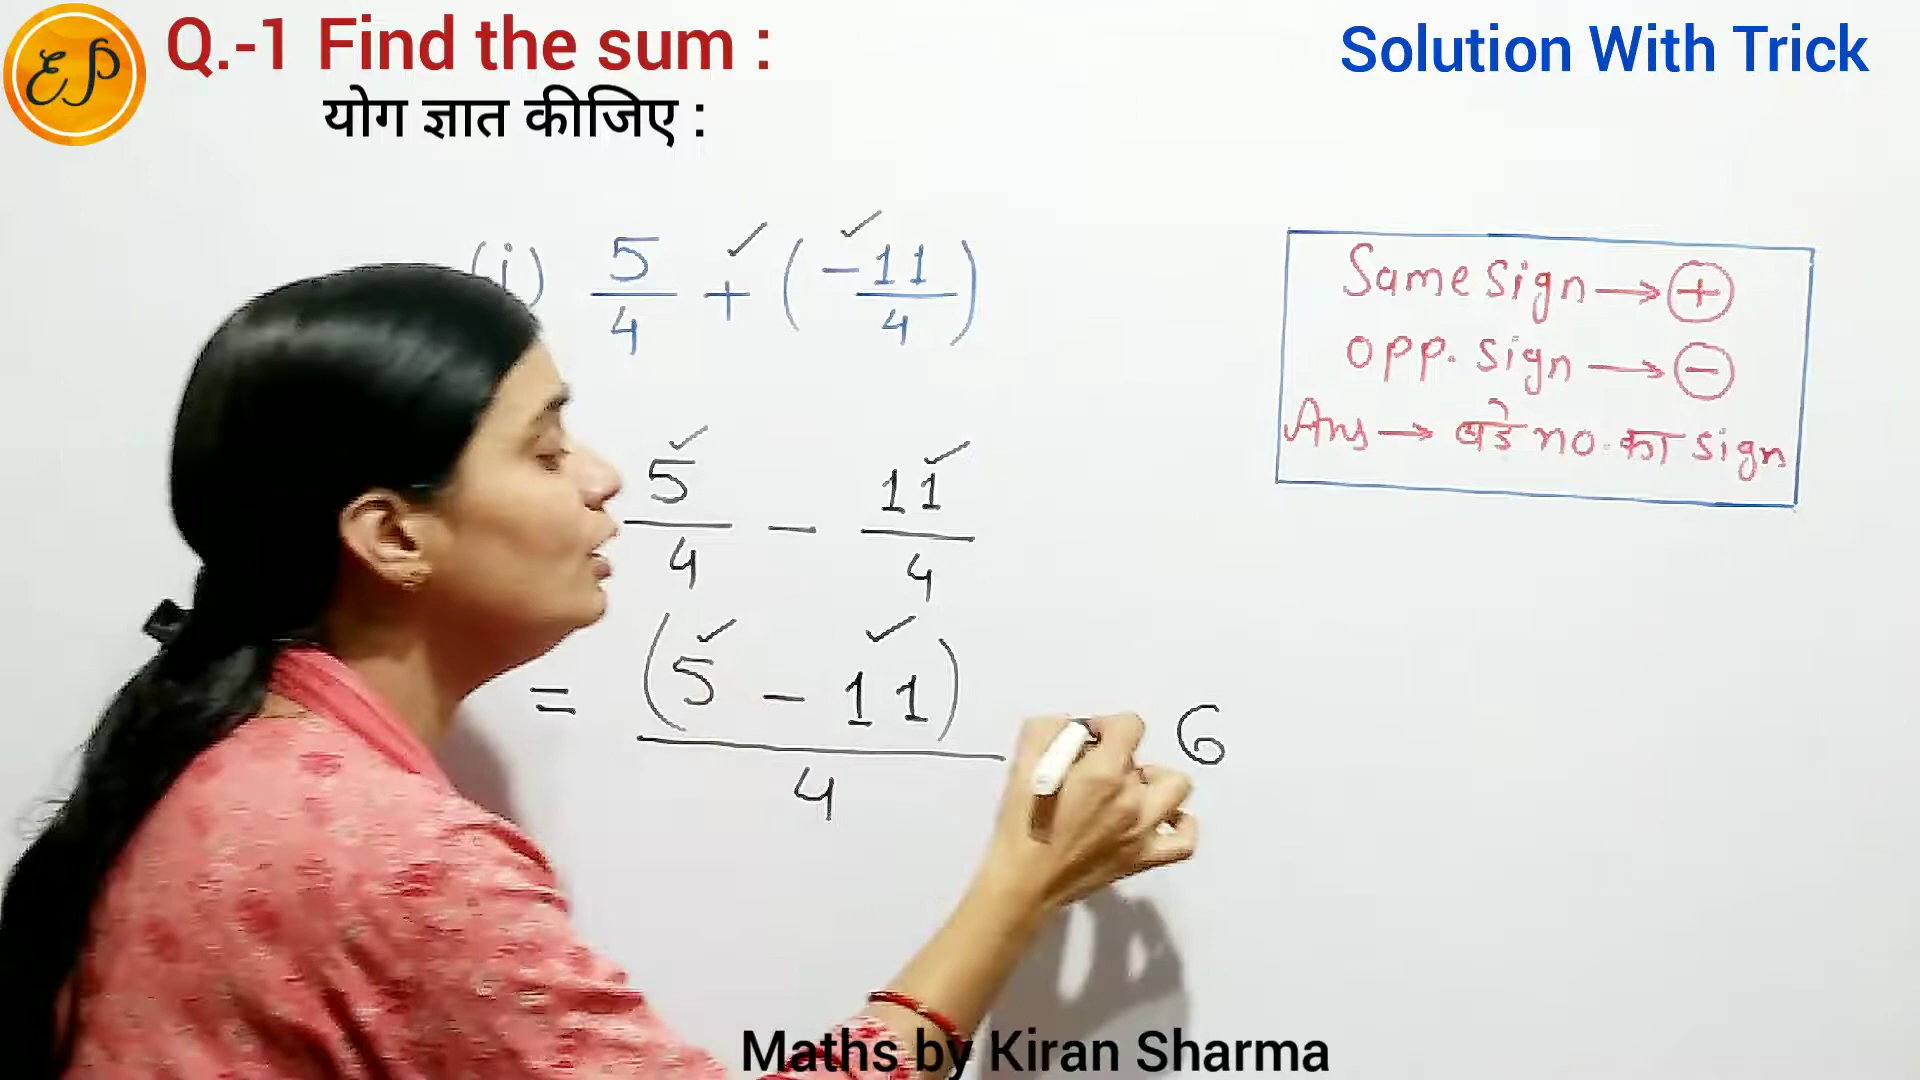 EP
Q.-1 Find the sum :
योग ज्ञात कीजिए :
Solution With Trick
(i) 5/4 + (-11/4)
5/4 - 11/4
= (5 - 11)/4
6
Same sign → +
opp. sign → -
Ans → बड़े no. का sign
Maths by Kiran Sharma